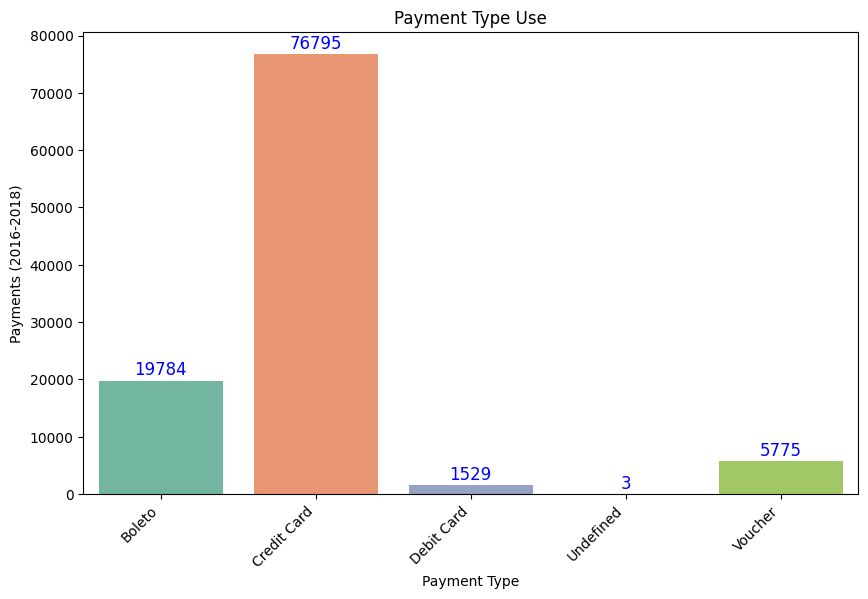 Payment Type Use
Payments (2016-2018)
80000
70000
60000
50000
40000
30000
20000
10000
0
19784
76795
1529
3
5775
Boleto
Credit Card
Debit Card
Undefined
Voucher
Payment Type